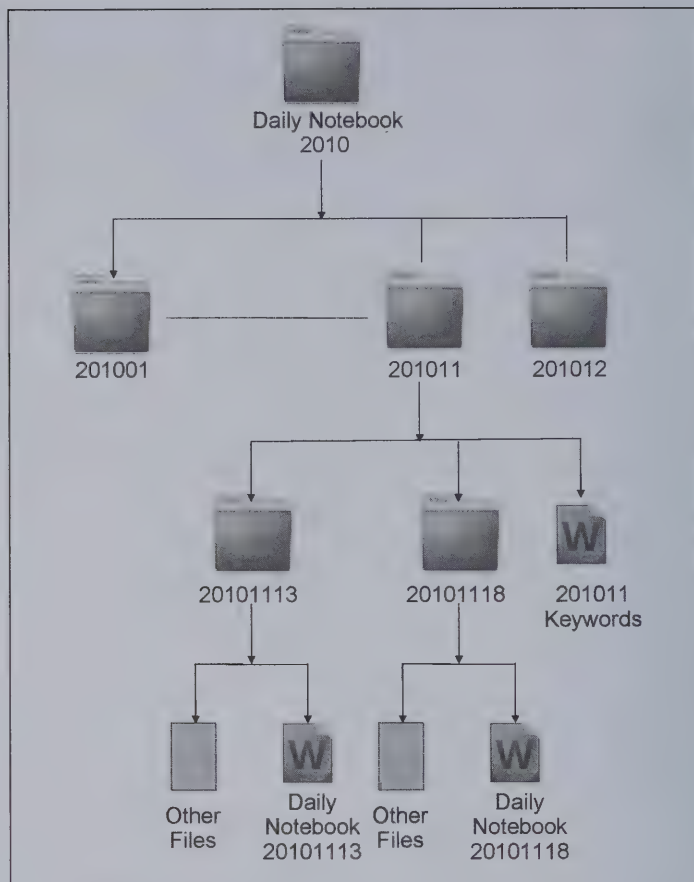 Daily Notebook
2010
201001
201011
201012
20101113
20101118
W
201011
Keywords
Other
Files
W
Daily
Notebook
20101113
Other
Files
W
Daily
Notebook
20101118